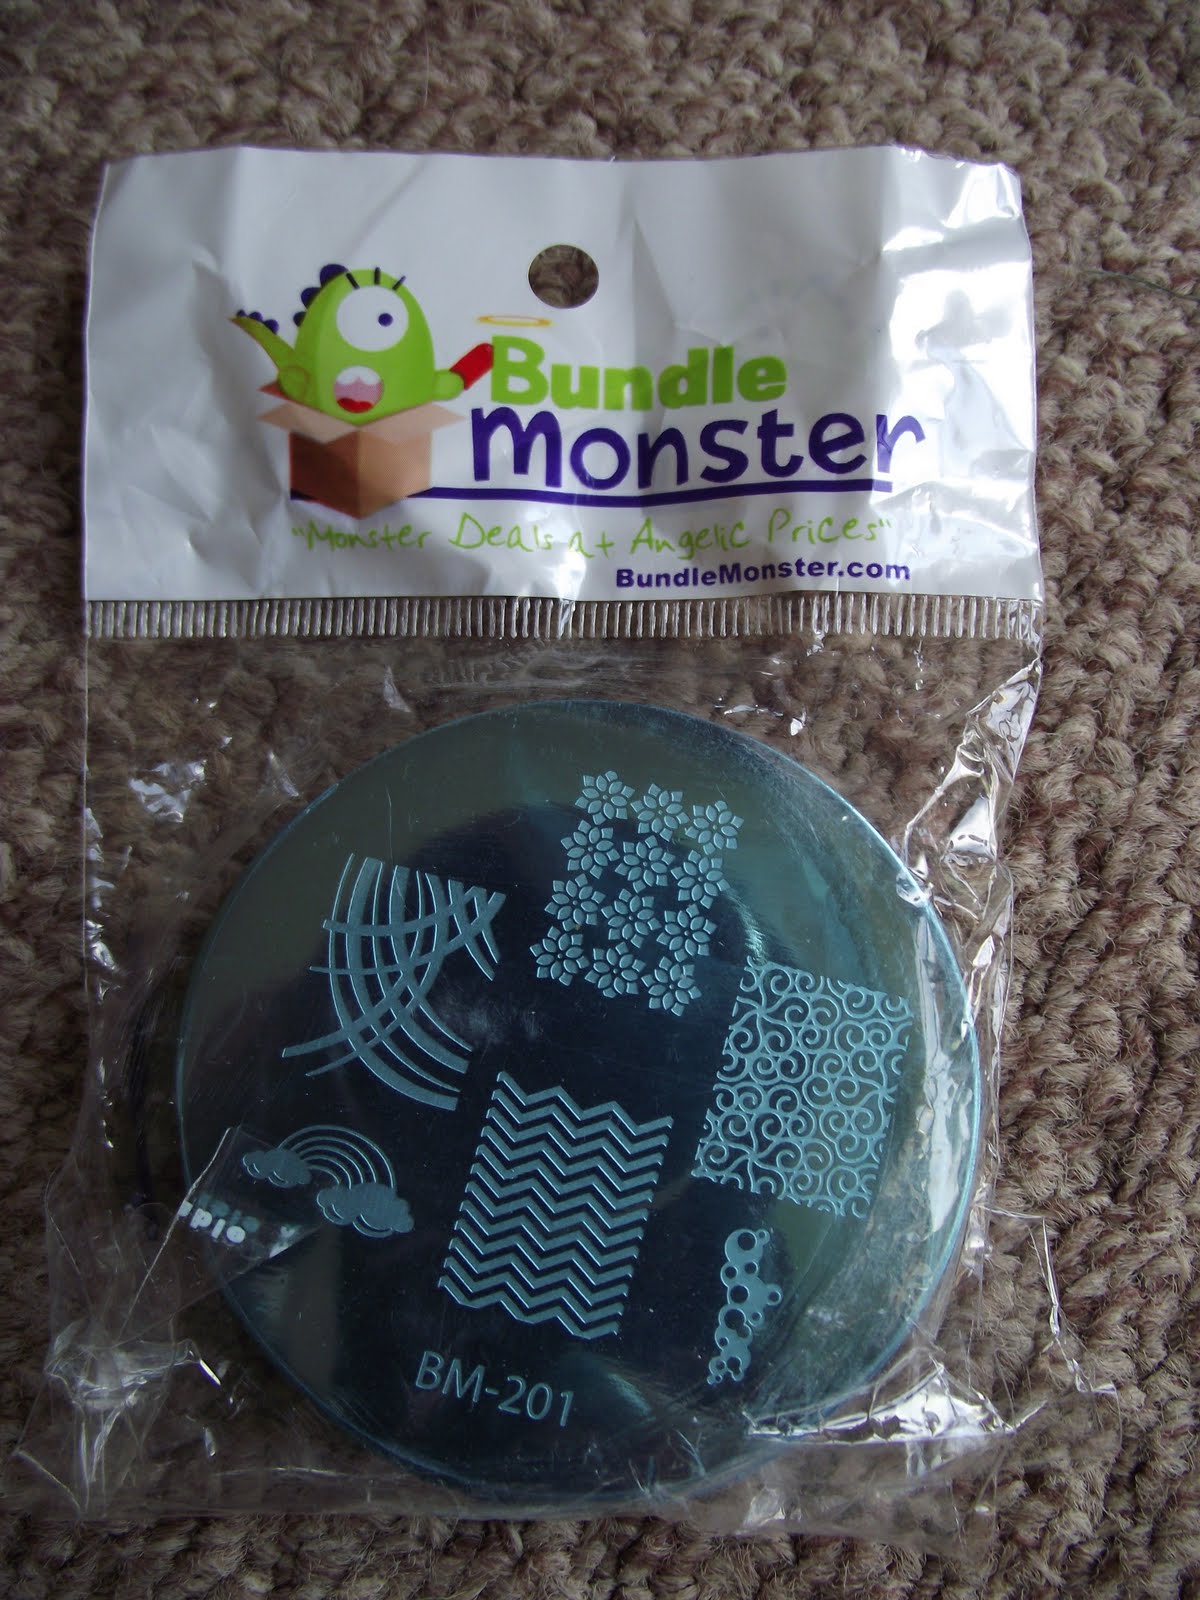 Bundle
Monster
"Monster Deals at Angelic Prices"
BundleMonster.com
BM-201